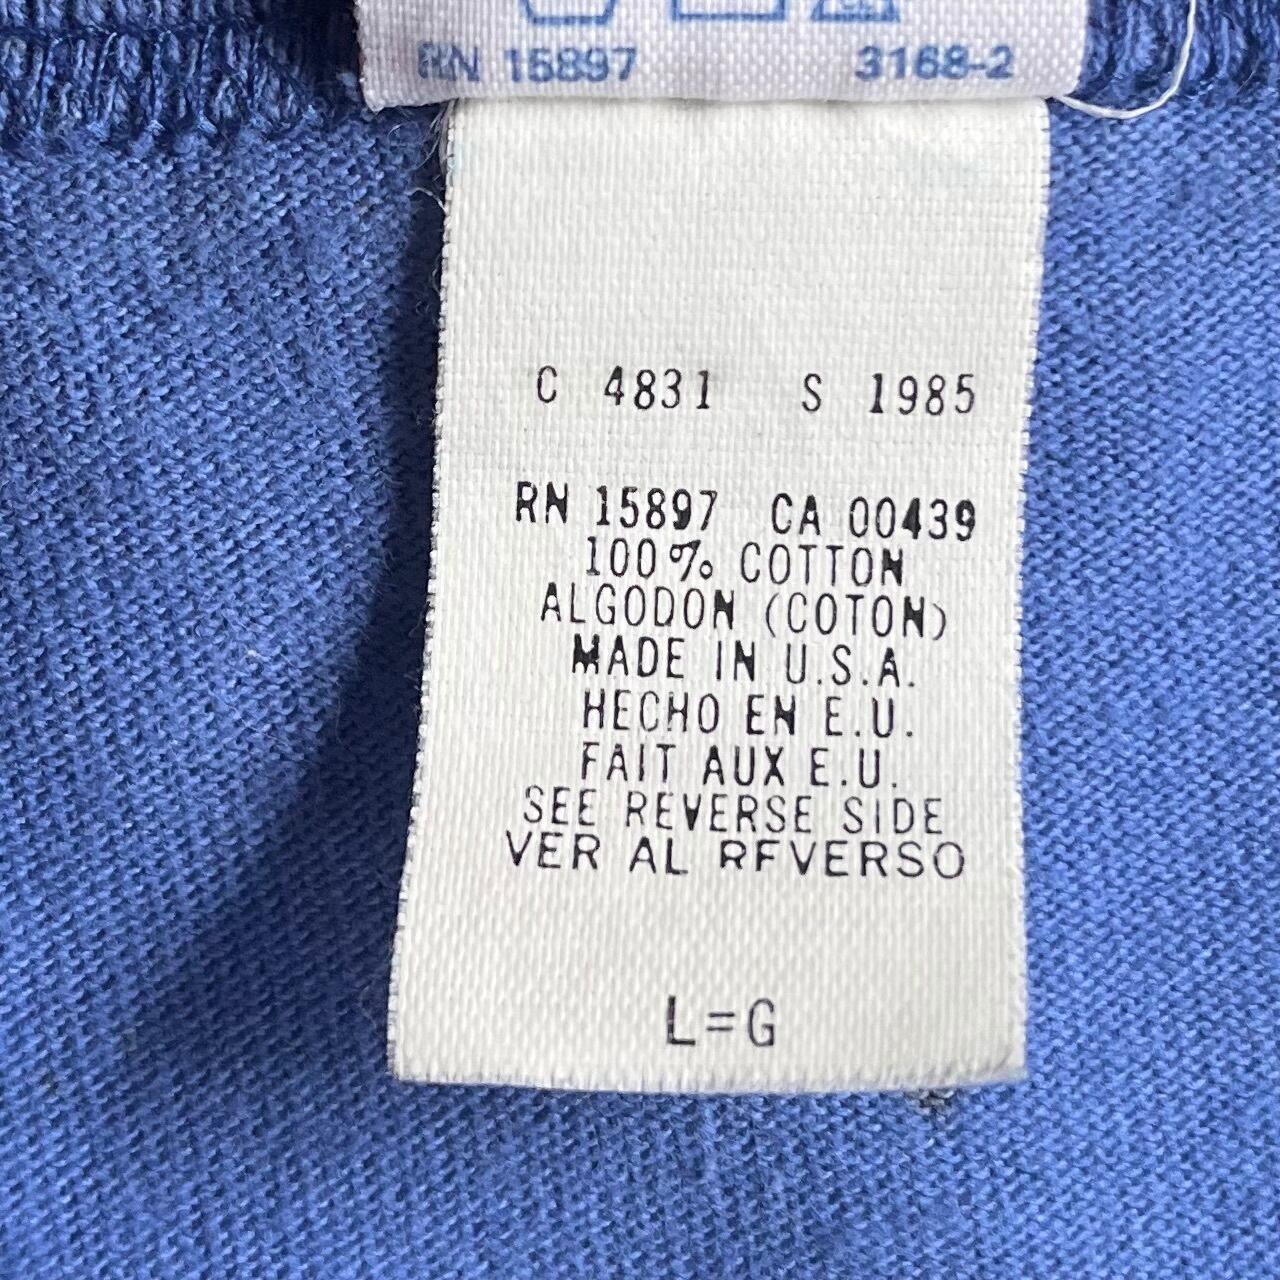 RN 15897 3168-2
C 4831 S 1985
RN 15897 CA 00439
100% COTTON
ALGODON (COTON)
MADE IN U.S.A.
HECHO EN E.U.
FAIT AUX E.U.
SEE REVERSE SIDE
VER AL REVERSO
L=G